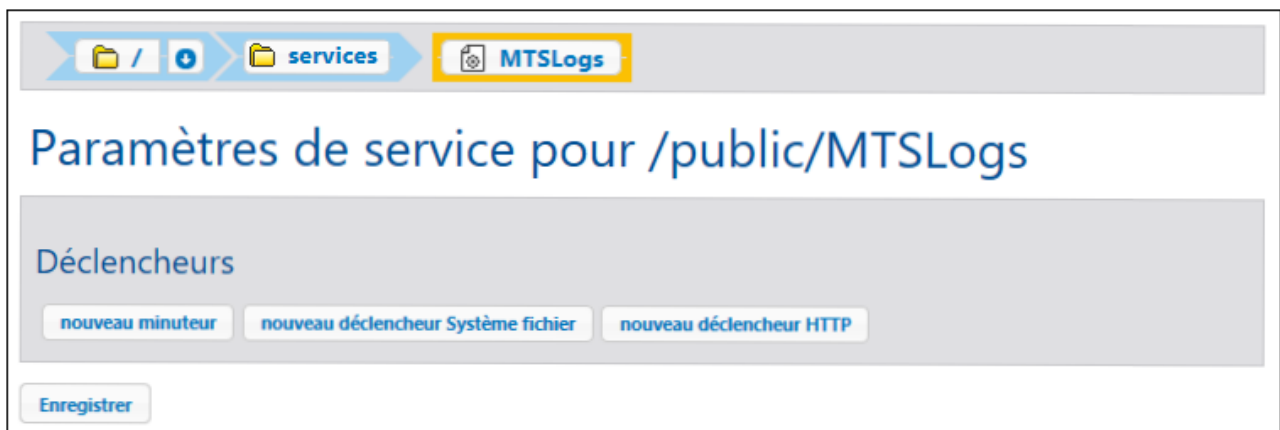 / services MTSLogs
Paramètres de service pour /public/MTSLogs
Déclencheurs
nouveau minuteur nouveau déclencheur Système fichier nouveau déclencheur HTTP
Enregistrer